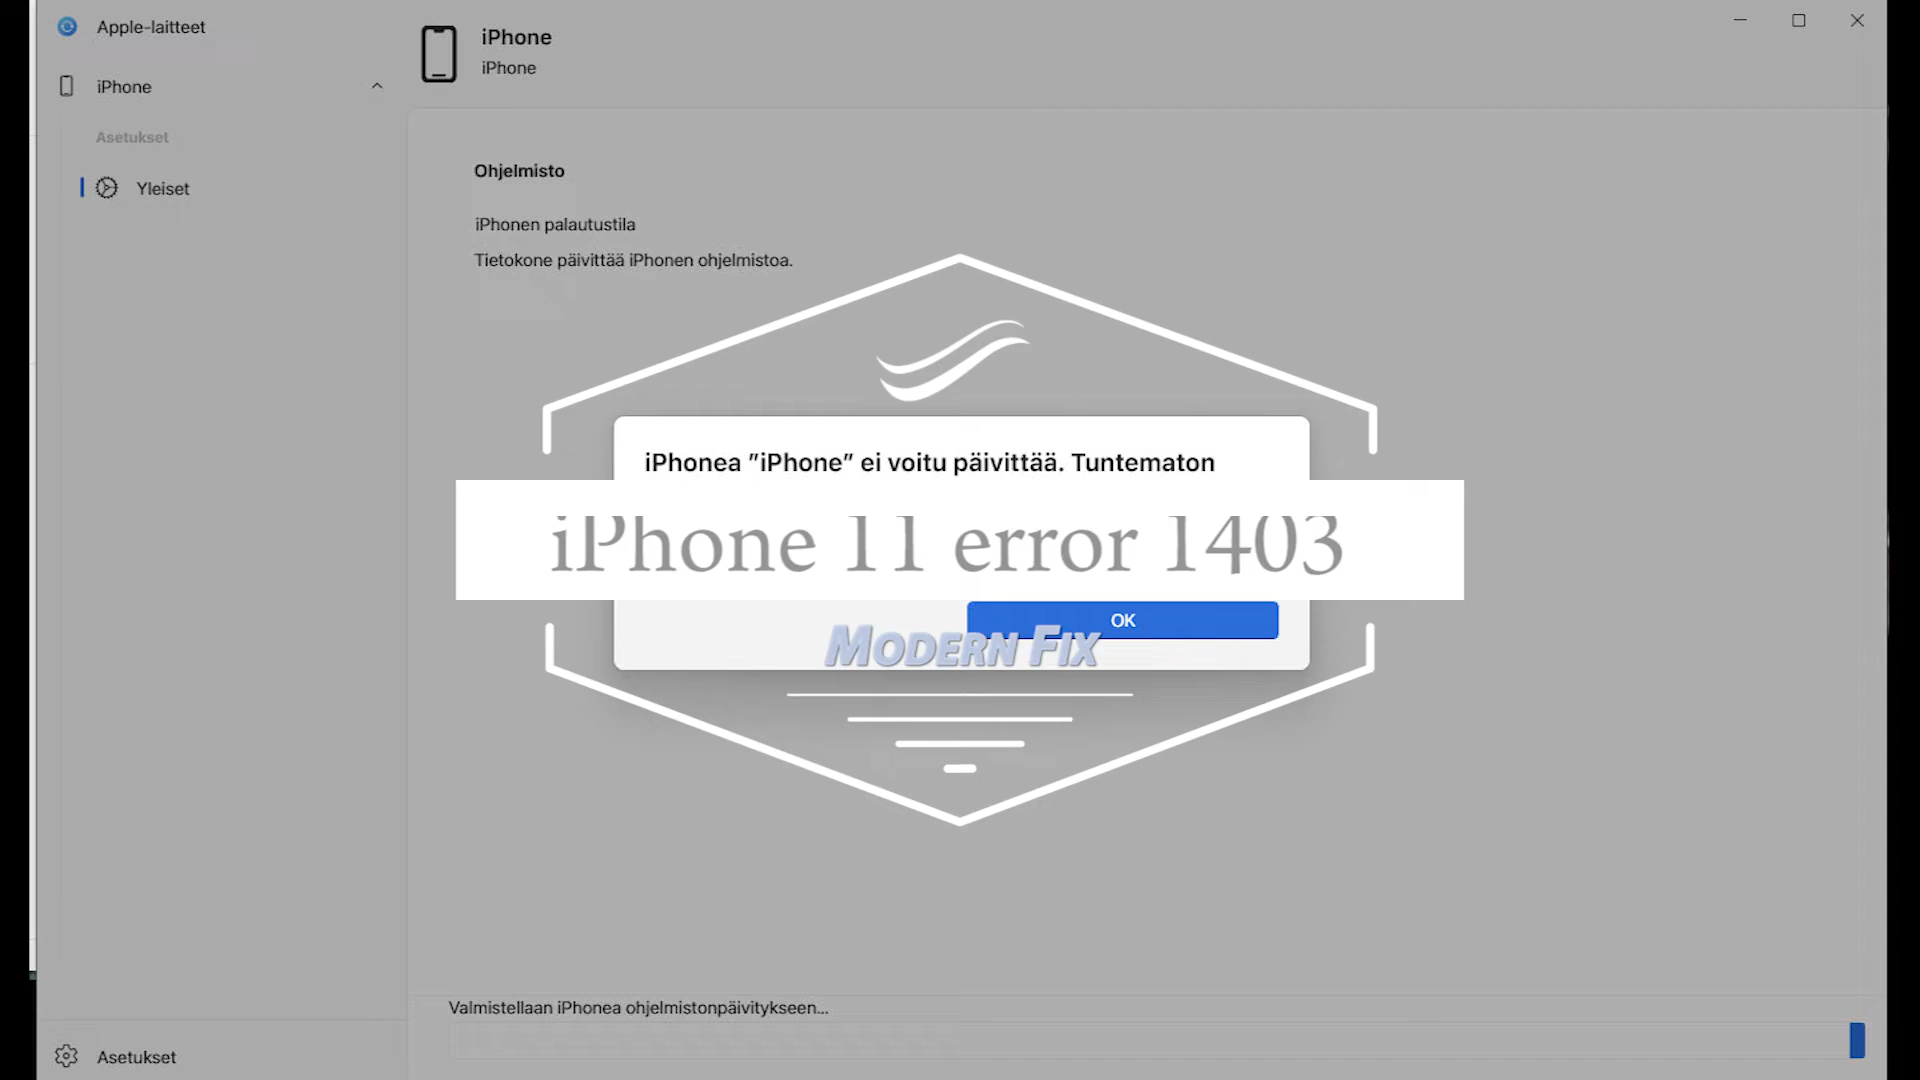 Apple-laitteet
iPhone
Asetukset
Yleiset
iPhone
iPhone
Ohjelmisto
iPhonen palautustila
Tietokone päivittää iPhonen ohjelmistoa.
iPhonea ”iPhone” ei voitu päivittää. Tuntematon
iPhone 11 error 1403
OK
MODERN FIX
Valmistellaan iPhonea ohjelmistonpäivitykseen...
Asetukset